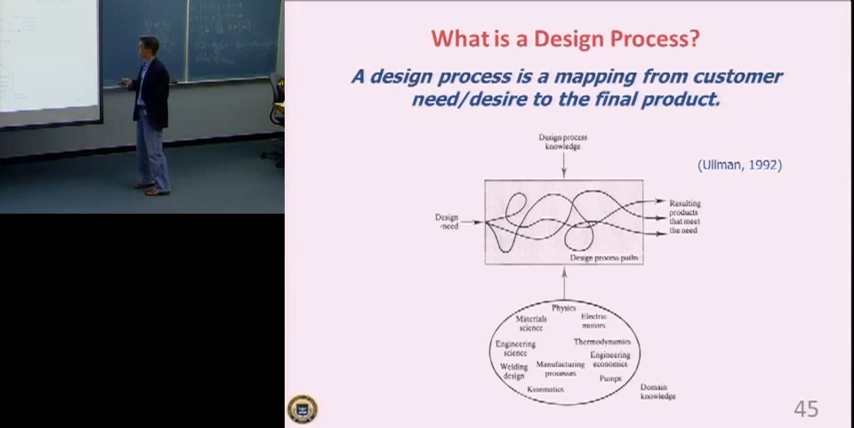 What is a Design Process?
A design process is a mapping from customer
need/desire to the final product.
Design process
knowledge
(Ullman, 1992)
Design
need
Resulting
products
that meet
the need
Design process paths
Physics
Materials
science
Electric
motors
Engineering
science
Thermodynamics
Engineering
economics
Welding
design
Manufacturing
processes
Pumps
Kinematics
Domain
knowledge
45